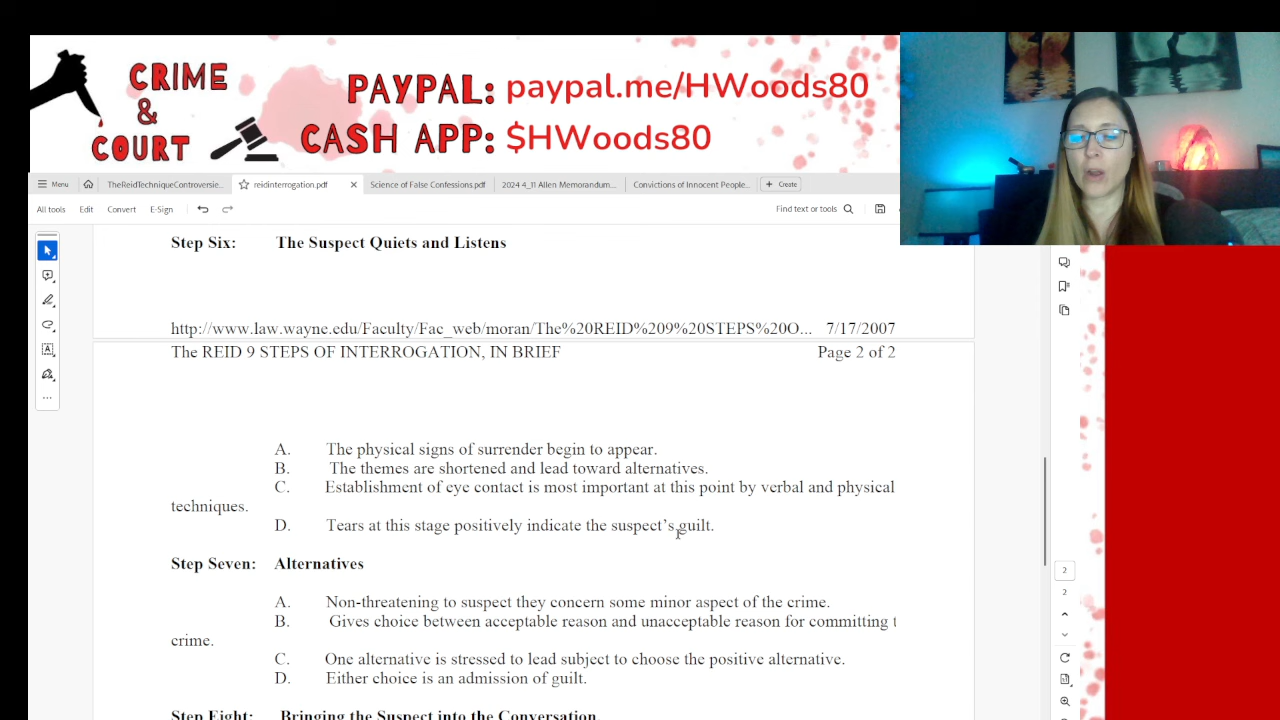 CRIME
&
COURT
PAYPAL: paypal.me/HWoods80
CASH APP: $HWoods80
Menu TheReidTechniqueControversie... reidinterrogation.pdf Science of False Confessions.pdf 2024 4_11 Allen Memorandum... Convictions of Innocent People... + Create
All tools Edit Convert E-Sign Find text or tools
Step Six: The Suspect Quiets and Listens
http://www.law.wayne.edu/Faculty/Fac_web/moran/The%20REID%209%20STEPS%20O... 7/17/2007
The REID 9 STEPS OF INTERROGATION, IN BRIEF Page 2 of 2
A. The physical signs of surrender begin to appear.
B. The themes are shortened and lead toward alternatives.
C. Establishment of eye contact is most important at this point by verbal and physical
techniques.
D. Tears at this stage positively indicate the suspect's guilt.
Step Seven: Alternatives
A. Non-threatening to suspect they concern some minor aspect of the crime.
B. Gives choice between acceptable reason and unacceptable reason for committing t
crime.
C. One alternative is stressed to lead subject to choose the positive alternative.
D. Either choice is an admission of guilt.
Step Eight: Bringing the Suspect into the Conversation
2
2